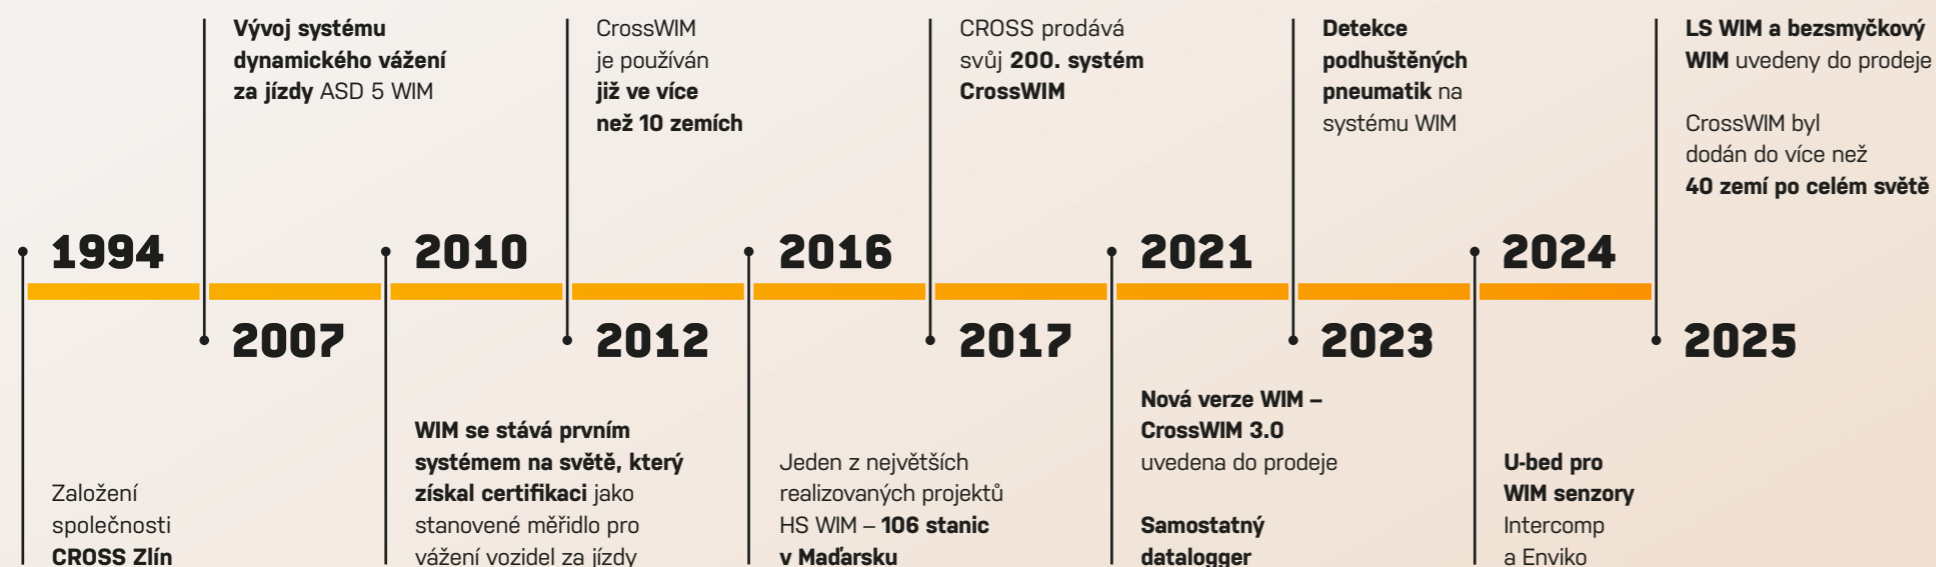 1994
Založení
společnosti
CROSS Zlín
2007
Vývoj systému
dynamického vážení
za jízdy ASD 5 WIM
2010
WIM se stává prvním
systémem na světě, který
získal certifikaci jako
stanovené měřidlo pro
vážení vozidel za jízdy
2012
CrossWIM
je používán
již ve více
než 10 zemích
2016
Jeden z největších
realizovaných projektů
HS WIM – 106 stanic
v Maďarsku
2017
CROSS prodává
svůj 200. systém
CrossWIM
2021
Nová verze WIM –
CrossWIM 3.0
uvedena do prodeje
Samostatný
datalogger
2023
Detekce
podhuštěných
pneumatik na
systému WIM
2024
U-bed pro
WIM senzory
Intercomp
a Enviko
2025
LS WIM a bezsmyčkový
WIM uvedeny do prodeje
CrossWIM byl
dodán do více než
40 zemí po celém světě